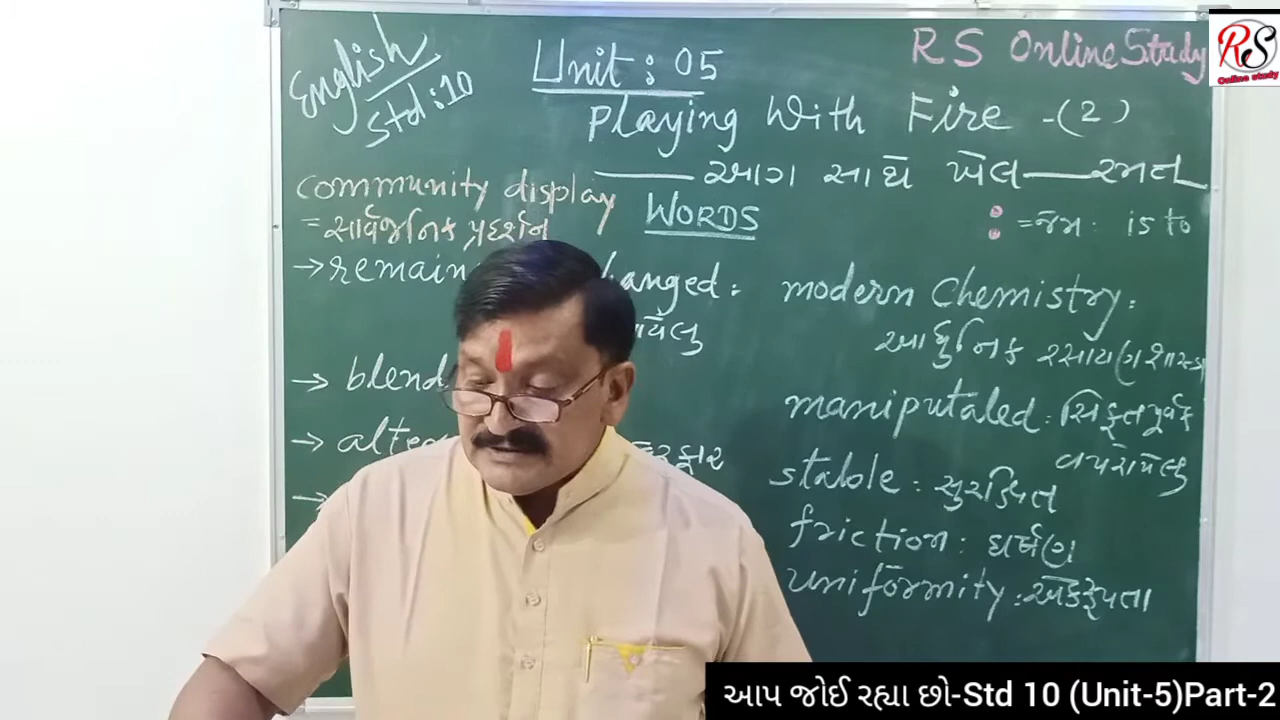 English
Std : 10
Unit : 05
RS Online Study
RS
Online study
Playing With Fire -(2)
આગ સાથે ખેલ — રમત
community display
= સાર્વજનિક પ્રદર્શન
WORDS
: = જેમ : is to
→ remain hanged :
→ blend
→ alte
modern Chemistry :
આધુનિક રસાયણશાસ્ત્ર
maniputaled : સિફતપૂર્વક
વપરાયેલુ
stable : સુરક્ષિત
friction : ઘર્ષણ
uniformity : એકરૂપતા
આપ જોઈ રહ્યા છો-Std 10 (Unit-5)Part-2